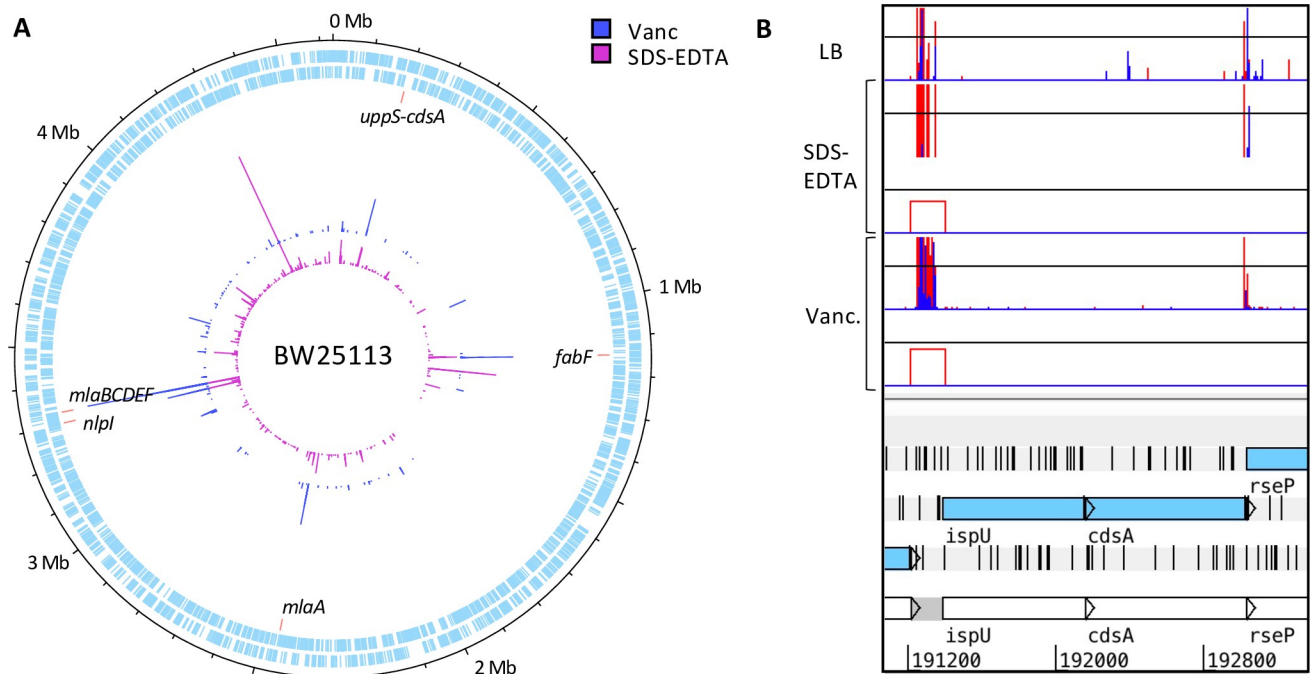 A
0 Mb
Vanc
SDS-EDTA
uppS-cdsA
4 Mb
1 Mb
BW25113
fabF
mlaBCDEF
nlpI
3 Mb
mlaA
2 Mb
B
LB
SDS-
EDTA
Vanc.
rseP
ispU cdsA
ispU cdsA rseP
191200 192000 192800